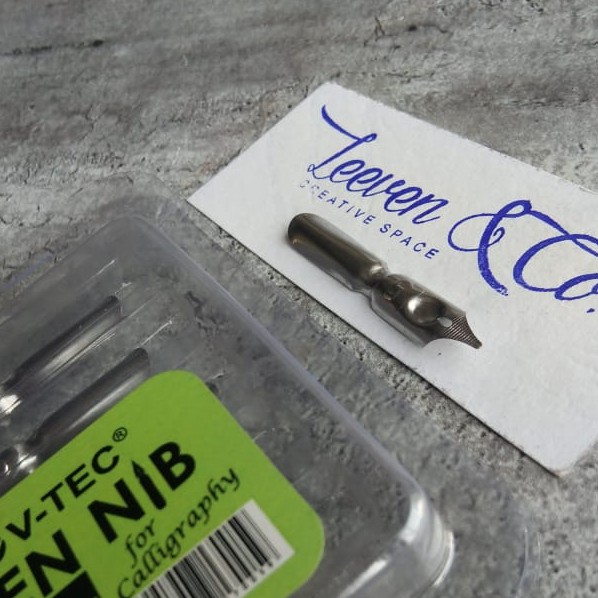 Leeven & Co.
CREATIVE SPACE
V-TEC®
EN NIB
for
Calligraphy